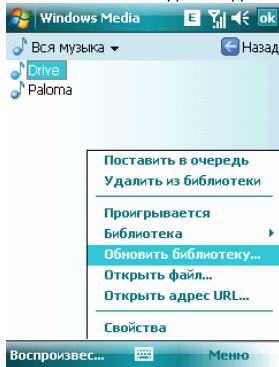 Windows Media E ok
Вся музыка Назад
Drive
Paloma
Поставить в очередь
Удалить из библиотеки
Проигрывается
Библиотека
Обновить библиотеку...
Открыть файл...
Открыть адрес URL...
Свойства
Воспроизвес... Меню